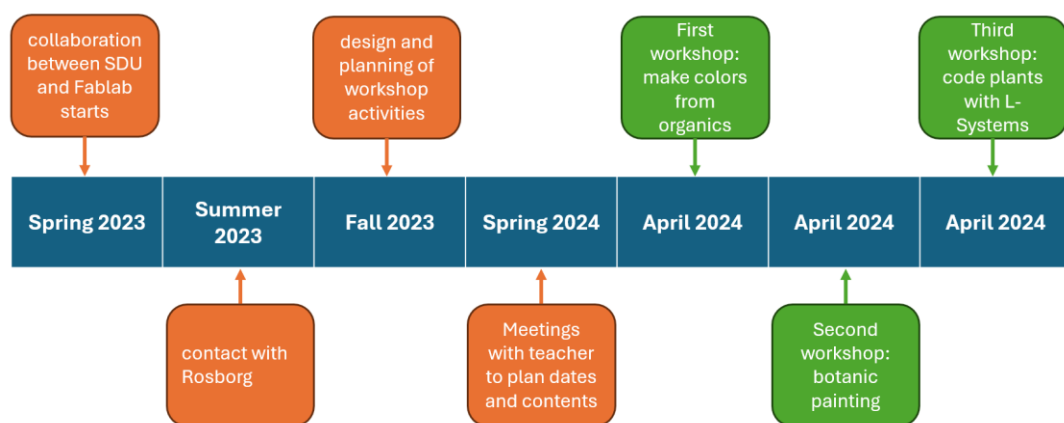 collaboration
between SDU
and Fablab
starts
design and
planning of
workshop
activities
First
workshop:
make colors
from
organics
Third
workshop:
code plants
with L-
Systems
Spring 2023
Summer
2023
Fall 2023
Spring 2024
April 2024
April 2024
April 2024
contact with
Rosborg
Meetings
with teacher
to plan dates
and contents
Second
workshop:
botanic
painting